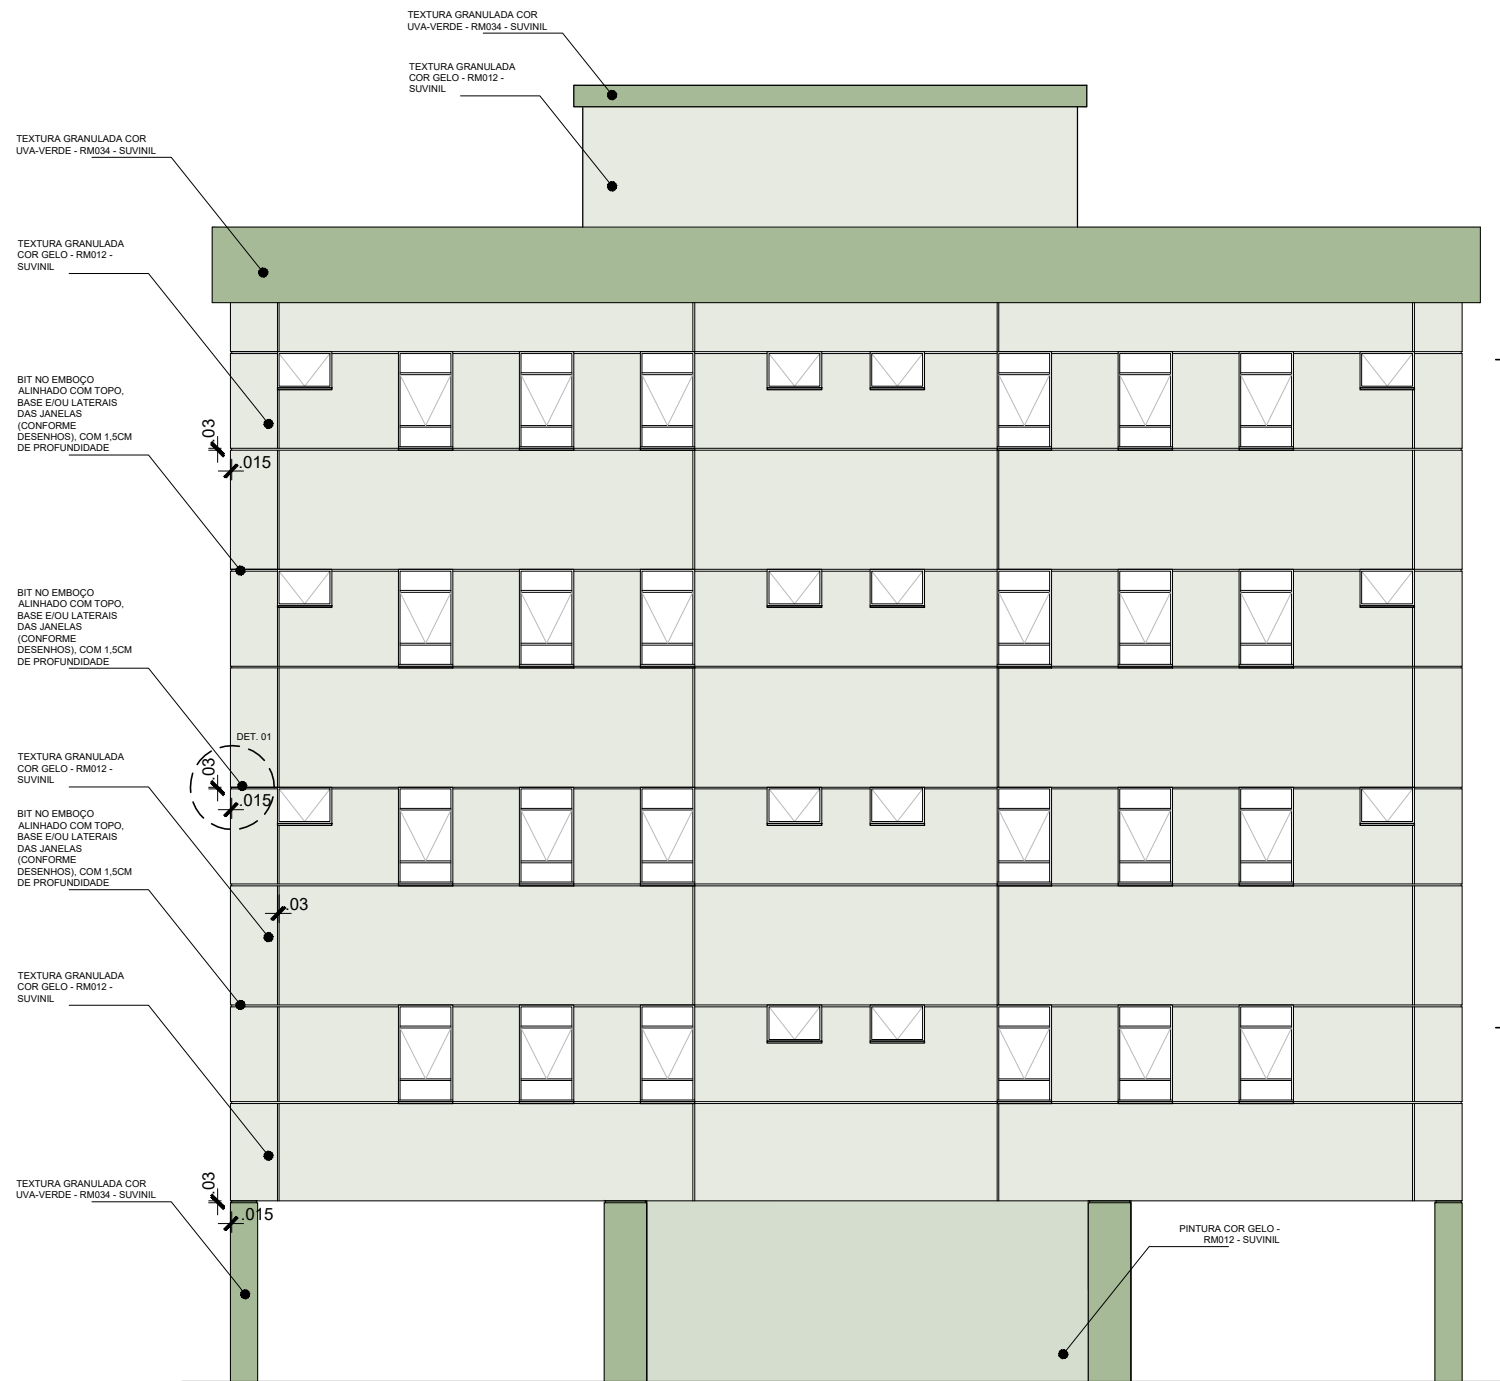 TEXTURA GRANULADA COR
UVA-VERDE - RM034 - SUVINIL
TEXTURA GRANULADA
COR GELO - RM012 -
SUVINIL
TEXTURA GRANULADA COR
UVA-VERDE - RM034 - SUVINIL
TEXTURA GRANULADA
COR GELO - RM012 -
SUVINIL
BIT NO EMBOÇO
ALINHADO COM TOPO,
BASE E/OU LATERAIS
DAS JANELAS
(CONFORME
DESENHOS), COM 1,5CM
DE PROFUNDIDADE
.03
.015
BIT NO EMBOÇO
ALINHADO COM TOPO,
BASE E/OU LATERAIS
DAS JANELAS
(CONFORME
DESENHOS), COM 1,5CM
DE PROFUNDIDADE
DET. 01
.03
.015
TEXTURA GRANULADA
COR GELO - RM012 -
SUVINIL
BIT NO EMBOÇO
ALINHADO COM TOPO,
BASE E/OU LATERAIS
DAS JANELAS
(CONFORME
DESENHOS), COM 1,5CM
DE PROFUNDIDADE
.03
TEXTURA GRANULADA
COR GELO - RM012 -
SUVINIL
TEXTURA GRANULADA COR
UVA-VERDE - RM034 - SUVINIL
.03
.015
PINTURA COR GELO -
RM012 - SUVINIL